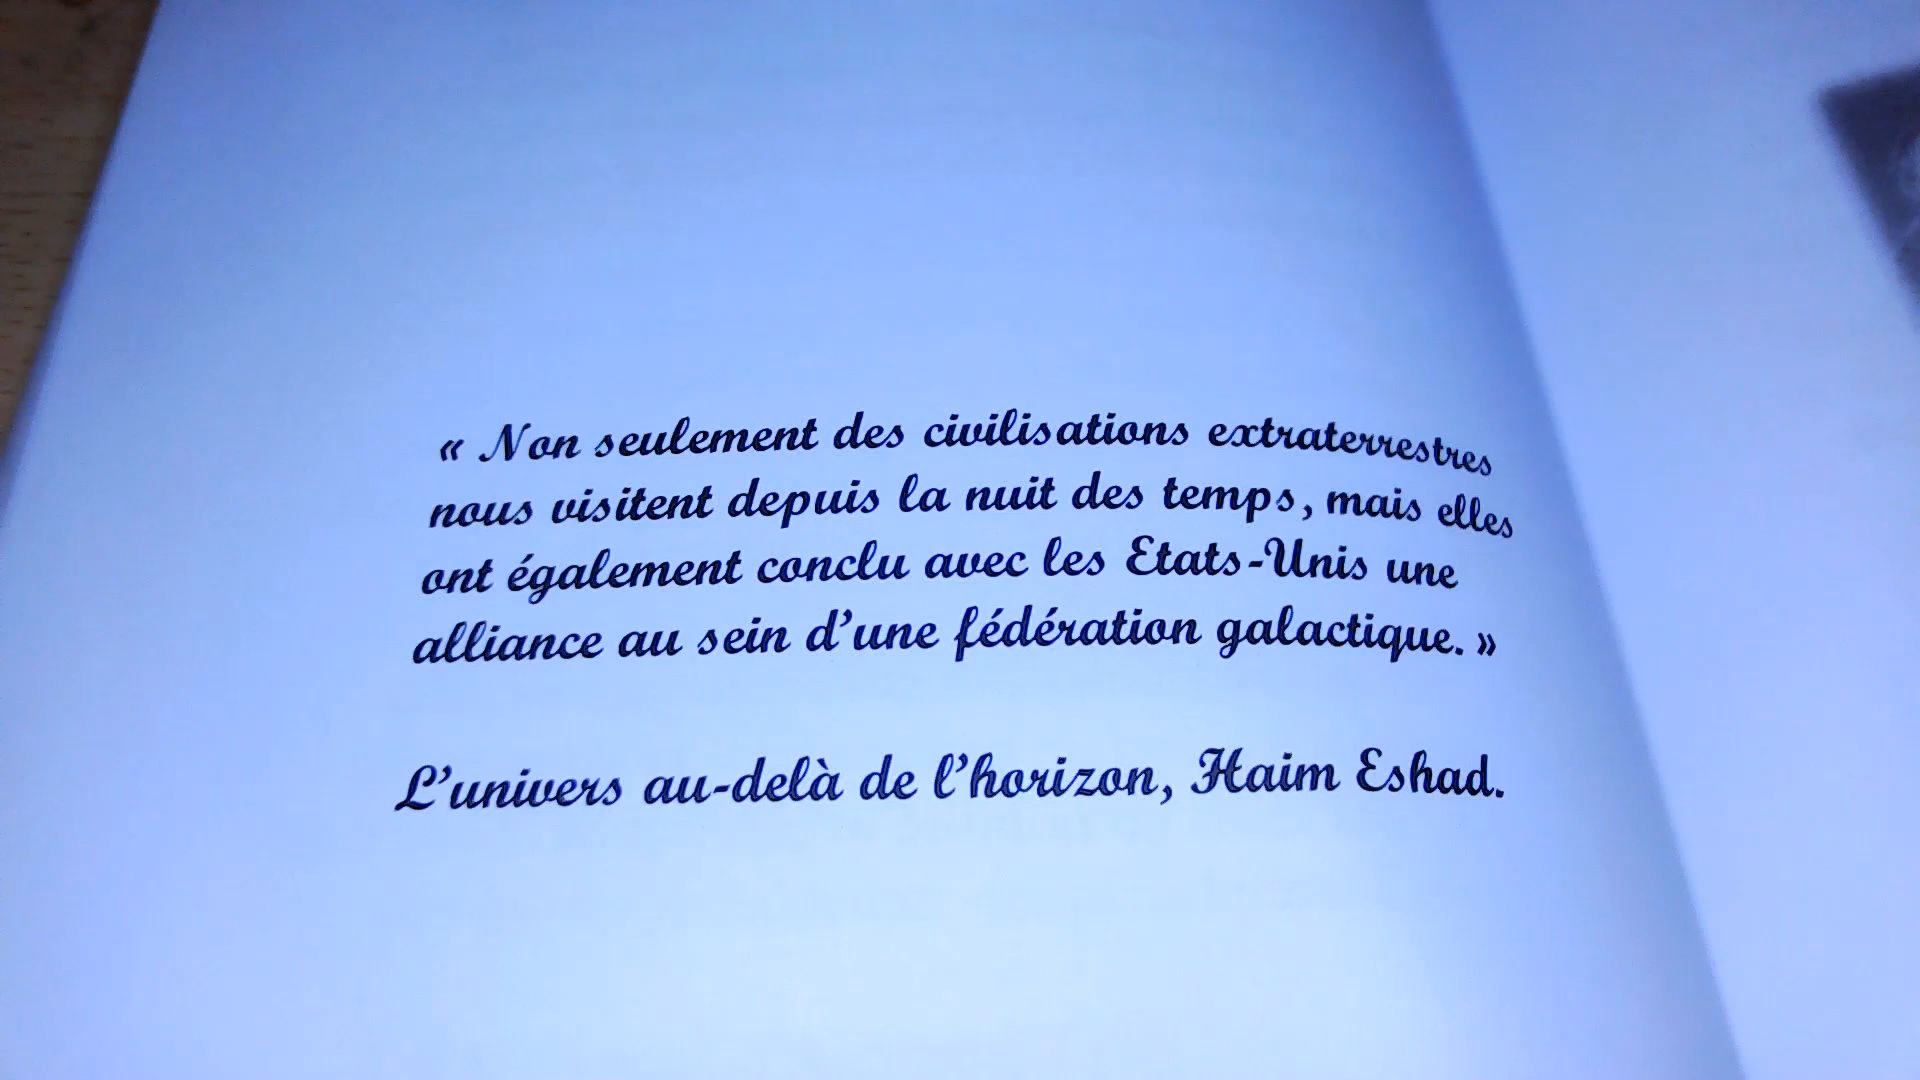 « Non seulement des civilisations extraterrestres
nous visitent depuis la nuit des temps, mais elles
ont également conclu avec les Etats-Unis une
alliance au sein d’une fédération galactique. »
L’univers au-delà de l’horizon, Haim Eshad.